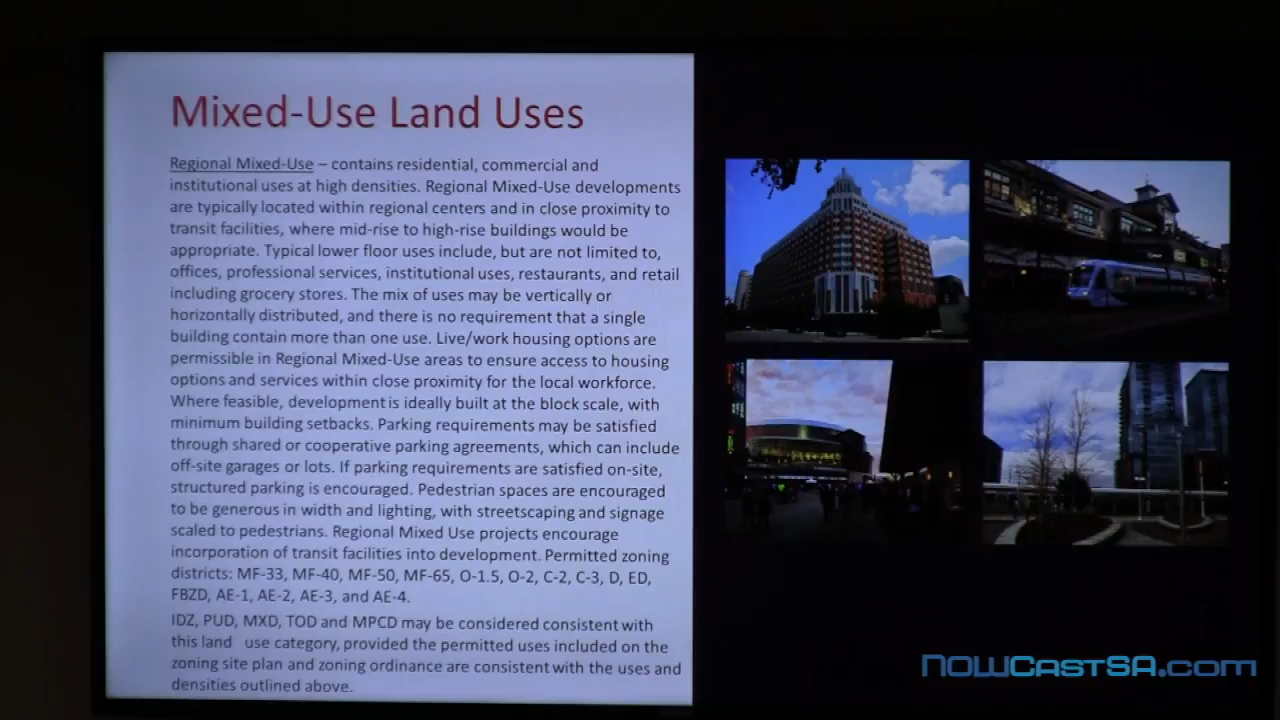 Mixed-Use Land Uses
Regional Mixed-Use – contains residential, commercial and
institutional uses at high densities. Regional Mixed-Use developments
are typically located within regional centers and in close proximity to
transit facilities, where mid-rise to high-rise buildings would be
appropriate. Typical lower floor uses include, but are not limited to,
offices, professional services, institutional uses, restaurants, and retail
including grocery stores. The mix of uses may be vertically or
horizontally distributed, and there is no requirement that a single
building contain more than one use. Live/work housing options are
permissible in Regional Mixed-Use areas to ensure access to housing
options and services within close proximity for the local workforce.
Where feasible, development is ideally built at the block scale, with
minimum building setbacks. Parking requirements may be satisfied
through shared or cooperative parking agreements, which can include
off-site garages or lots. If parking requirements are satisfied on-site,
structured parking is encouraged. Pedestrian spaces are encouraged
to be generous in width and lighting, with streetscaping and signage
scaled to pedestrians. Regional Mixed Use projects encourage
incorporation of transit facilities into development. Permitted zoning
districts: MF-33, MF-40, MF-50, MF-65, O-1.5, O-2, C-2, C-3, D, ED,
FBZD, AE-1, AE-2, AE-3, and AE-4.
IDZ, PUD, MXD, TOD and MPCD may be considered consistent with
this land use category, provided the permitted uses included on the
zoning site plan and zoning ordinance are consistent with the uses and
densities outlined above.
NOWCASTSA.com